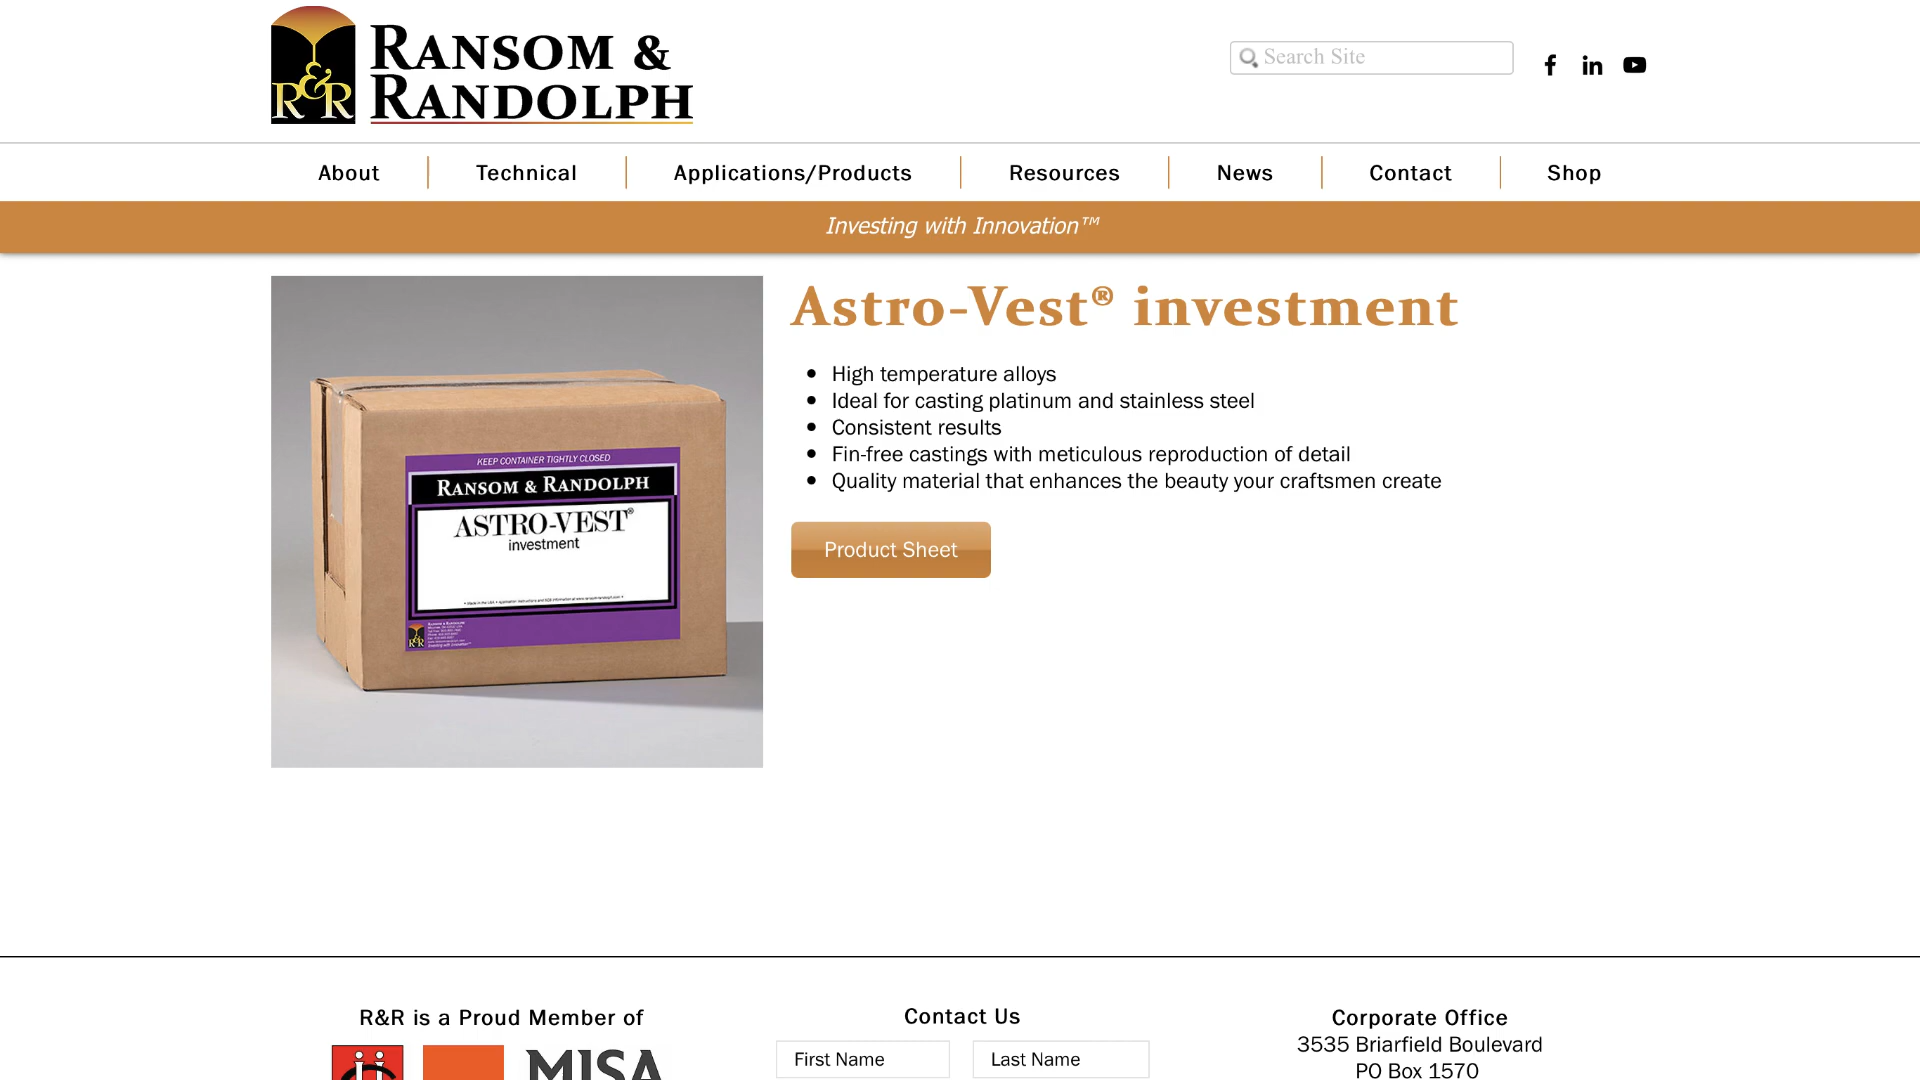 R&R
RANSOM &
RANDOLPH
Search Site
About
Technical
Applications/Products
Resources
News
Contact
Shop
Investing with Innovation™
KEEP CONTAINER TIGHTLY CLOSED
RANSOM & RANDOLPH
ASTRO-VEST®
investment
R&R
Astro-Vest® investment
• High temperature alloys
• Ideal for casting platinum and stainless steel
• Consistent results
• Fin-free castings with meticulous reproduction of detail
• Quality material that enhances the beauty your craftsmen create
Product Sheet
R&R is a Proud Member of
MJSA
Contact Us
First Name
Last Name
Corporate Office
3535 Briarfield Boulevard
PO Box 1570